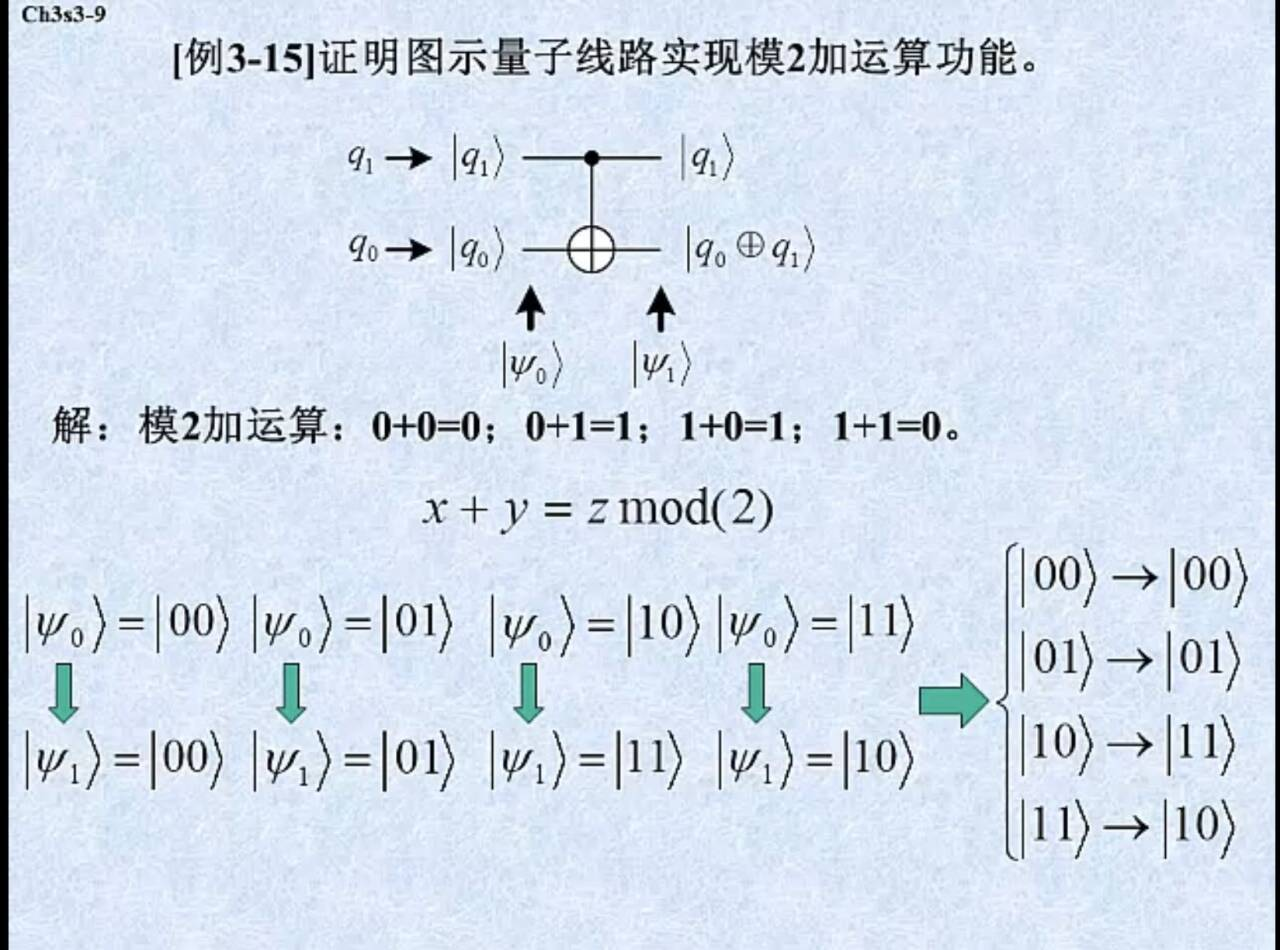 Ch3s3-9
[例3-15]证明图示量子线路实现模2加运算功能。
q₁ → |q₁⟩ |q₁⟩
q₀ → |q₀⟩ |q₀ ⊕ q₁⟩
|ψ₀⟩ |ψ₁⟩
解：模2加运算：0+0=0；0+1=1；1+0=1；1+1=0。
x + y = z mod(2)
|ψ₀⟩ = |00⟩ |ψ₀⟩ = |01⟩ |ψ₀⟩ = |10⟩ |ψ₀⟩ = |11⟩
|ψ₁⟩ = |00⟩ |ψ₁⟩ = |01⟩ |ψ₁⟩ = |11⟩ |ψ₁⟩ = |10⟩
|00⟩ → |00⟩
|01⟩ → |01⟩
|10⟩ → |11⟩
|11⟩ → |10⟩